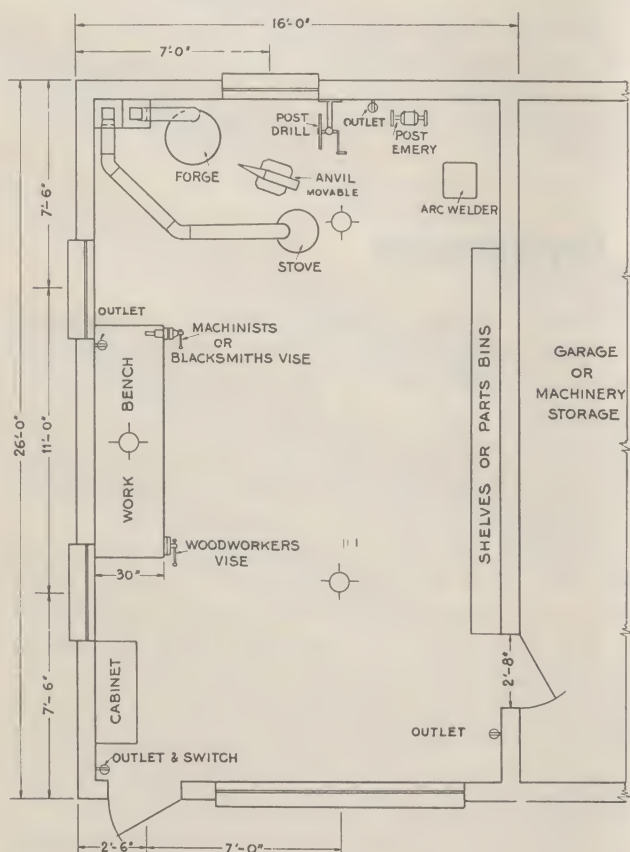 16'-0"
7'-0"
POST
DRILL
OUTLET
POST
EMERY
FORGE
ANVIL
MOVABLE
ARC WELDER
7'-6"
STOVE
OUTLET
MACHINISTS
OR
BLACKSMITHS VISE
GARAGE
OR
MACHINERY
STORAGE
26'-0"
11'-0"
WORK BENCH
SHELVES OR PARTS BINS
WOODWORKERS
VISE
30"
2'-8"
7'-6"
CABINET
OUTLET
OUTLET & SWITCH
2'-6"
7'-0"